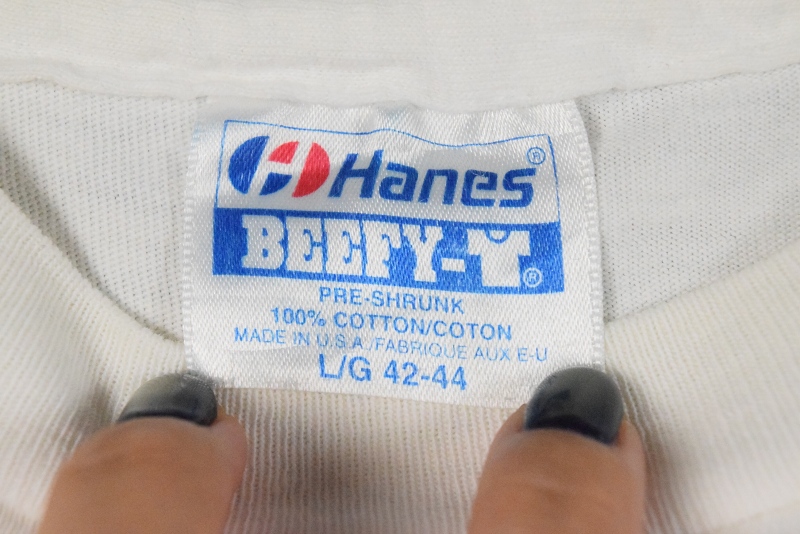 Hanes®
BEEFY-T®
PRE-SHRUNK
100% COTTON/COTON
MADE IN U.S.A./FABRIQUE AUX E-U
L/G 42-44